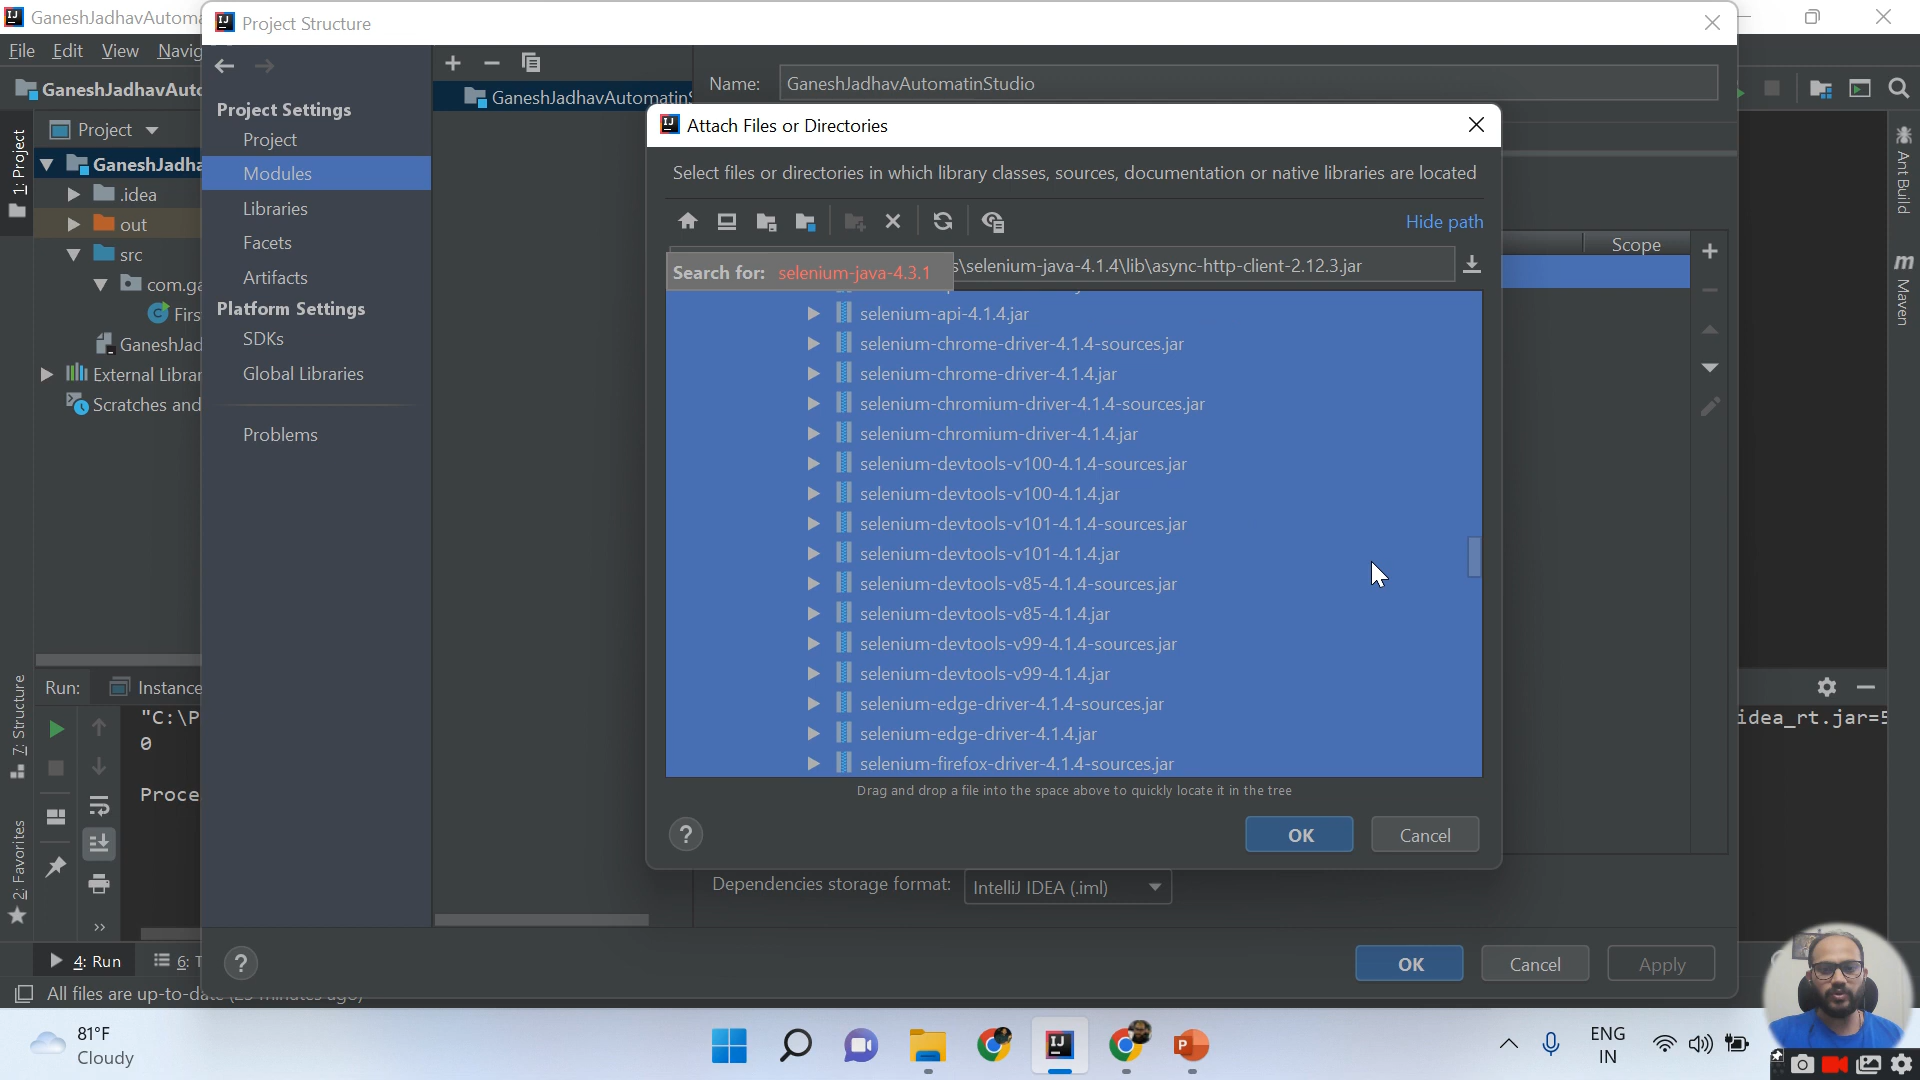 GaneshJadhavAutoma
Project Structure
File Edit View Navig
GaneshJadhavAuto
Name: GaneshJadhavAutomatinStudio
GaneshJadhavAutomatinS
Project Settings
Project
Modules
Libraries
Facets
Artifacts
Platform Settings
SDKs
Global Libraries
Problems
1: Project
Project
GaneshJadha
.idea
out
src
com.ga
Firs
GaneshJad
External Librar
Scratches and
Attach Files or Directories
Select files or directories in which library classes, sources, documentation or native libraries are located
Hide path
Search for: selenium-java-4.3.1
s\selenium-java-4.1.4\lib\async-http-client-2.12.3.jar
selenium-api-4.1.4.jar
selenium-chrome-driver-4.1.4-sources.jar
selenium-chrome-driver-4.1.4.jar
selenium-chromium-driver-4.1.4-sources.jar
selenium-chromium-driver-4.1.4.jar
selenium-devtools-v100-4.1.4-sources.jar
selenium-devtools-v100-4.1.4.jar
selenium-devtools-v101-4.1.4-sources.jar
selenium-devtools-v101-4.1.4.jar
selenium-devtools-v85-4.1.4-sources.jar
selenium-devtools-v85-4.1.4.jar
selenium-devtools-v99-4.1.4-sources.jar
selenium-devtools-v99-4.1.4.jar
selenium-edge-driver-4.1.4-sources.jar
selenium-edge-driver-4.1.4.jar
selenium-firefox-driver-4.1.4-sources.jar
Drag and drop a file into the space above to quickly locate it in the tree
? OK Cancel
Scope
Ant Build
m Maven
Dependencies storage format: IntelliJ IDEA (.iml)
? OK Cancel Apply
7: Structure
2: Favorites
Run: Instance
"C:\P
idea_rt.jar=5
0
Proce
4: Run 6: T
All files are up-to-date (23 minutes ago)
81°F
Cloudy
ENG
IN